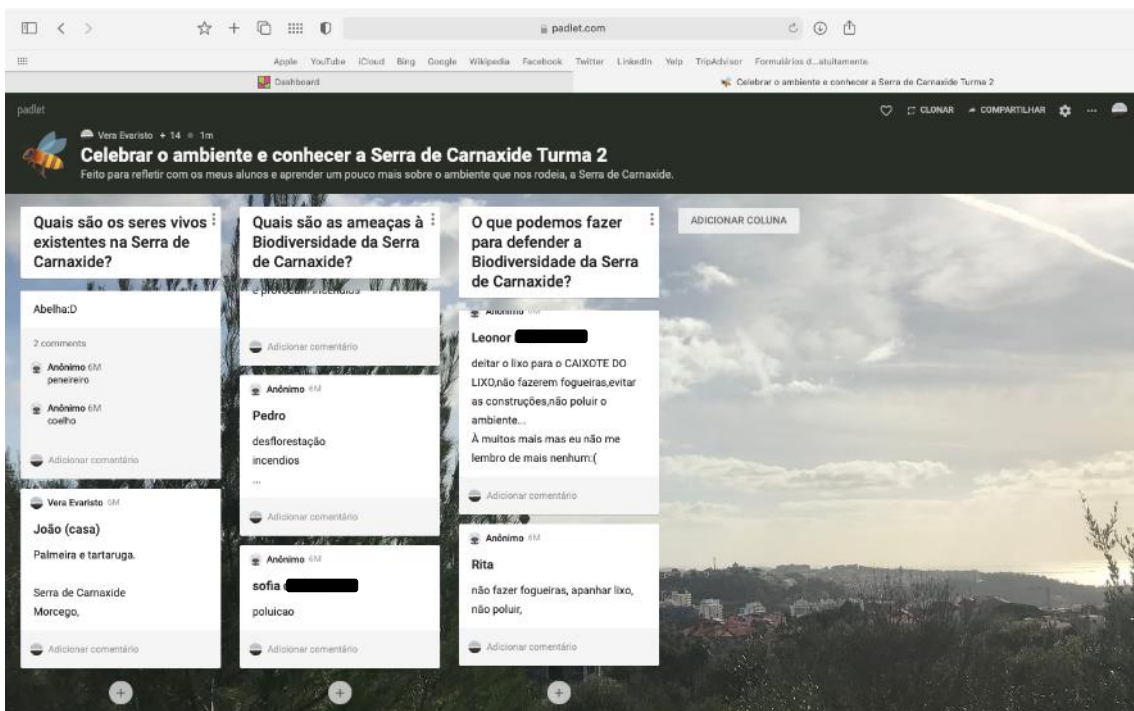 padlet.com
Apple YouTube iCloud Bing Google Wikipedia Facebook Twitter LinkedIn Yelp TripAdvisor Formulários d...atuitamente
Dashboard
Celebrar o ambiente e conhecer a Serra de Carnaxide Turma 2
padlet
Vera Evaristo + 14 • 1m
CLONAR
COMPARTILHAR
Celebrar o ambiente e conhecer a Serra de Carnaxide Turma 2
Feito para refletir com os meus alunos e aprender um pouco mais sobre o ambiente que nos rodeia, a Serra de Carnaxide.
Quais são os seres vivos
existentes na Serra de
Carnaxide?
Abelha:D
2 comments
Anônimo 6M
peneireiro
Anônimo 6M
coelho
Adicionar comentário
Vera Evaristo 6M
João (casa)
Palmeira e tartaruga.
Serra de Carnaxide
Morcego,
Adicionar comentário
Quais são as ameaças à
Biodiversidade da Serra
de Carnaxide?
e provocam incendios
Adicionar comentário
Anônimo 6M
Pedro
desflorestação
incendios
...
Adicionar comentário
Anônimo 6M
sofia
poluicao
Adicionar comentário
O que podemos fazer
para defender a
Biodiversidade da Serra
de Carnaxide?
Anônimo 6M
Leonor
deitar o lixo para o CAIXOTE DO
LIXO,não fazerem fogueiras,evitar
as construções,não poluir o
ambiente...
À muitos mais mas eu não me
lembro de mais nenhum:(
Adicionar comentário
Anônimo 6M
Rita
não fazer fogueiras, apanhar lixo,
não poluir,
Adicionar comentário
ADICIONAR COLUNA